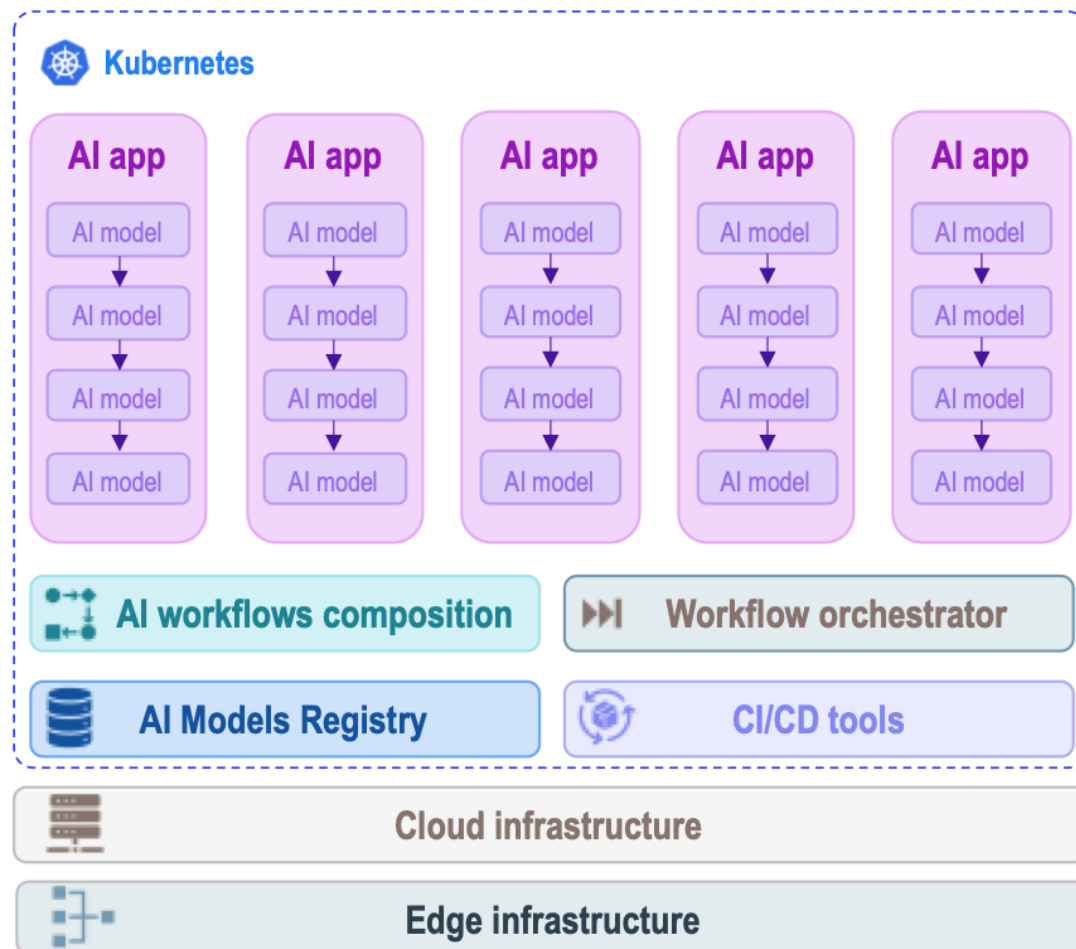 Kubernetes
AI app AI app AI app AI app AI app
AI model AI model AI model AI model AI model
AI model AI model AI model AI model AI model
AI model AI model AI model AI model AI model
AI model AI model AI model AI model AI model
AI workflows composition Workflow orchestrator
AI Models Registry CI/CD tools
Cloud infrastructure
Edge infrastructure